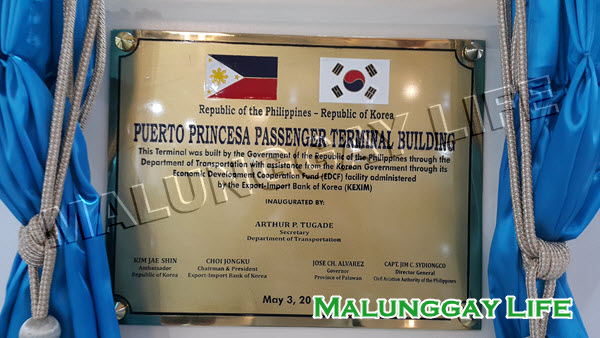 Republic of the Philippines - Republic of Korea
PUERTO PRINCESA PASSENGER TERMINAL BUILDING
This Terminal was built by the Government of the Republic of the Philippines through the
Department of Transportation with assistance from the Korean Government through its
Economic Development Cooperation Fund (EDCF) facility administered
by the Export-Import Bank of Korea (KEXIM)
INAUGURATED BY:
ARTHUR P. TUGADE
Secretary
Department of Transportation
KIM JAE SHIN
Ambassador
Republic of Korea
CHOI JONGKU
Chairman & President
Export-Import Bank of Korea
JOSE CH. ALVAREZ
Governor
Province of Palawan
CAPT. JIM C. SYDIONGCO
Director General
Civil Aviation Authority of the Philippines
May 3, 20
MALUNGGAY LIFE
MALUNGGAY LIFE